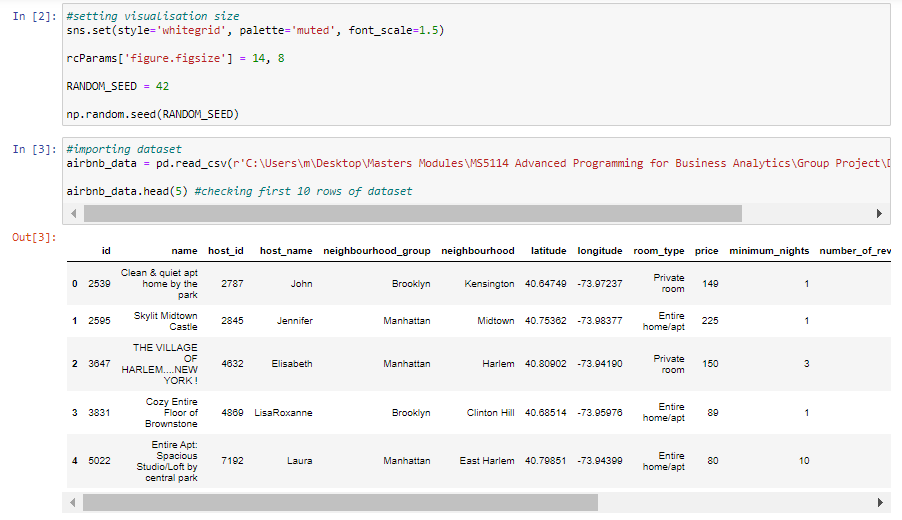 In [2]: #setting visualisation size
sns.set(style='whitegrid', palette='muted', font_scale=1.5)
rcParams['figure.figsize'] = 14, 8
RANDOM_SEED = 42
np.random.seed(RANDOM_SEED)
In [3]: #importing dataset
airbnb_data = pd.read_csv(r'C:\Users\m\Desktop\Masters Modules\MS5114 Advanced Programming for Business Analytics\Group Project\D
airbnb_data.head(5) #checking first 10 rows of dataset
Out[3]:
id name host_id host_name neighbourhood_group neighbourhood latitude longitude room_type price minimum_nights number_of_rev
0 2539 Clean & quiet apt home by the park 2787 John Brooklyn Kensington 40.64749 -73.97237 Private room 149 1
1 2595 Skylit Midtown Castle 2845 Jennifer Manhattan Midtown 40.75362 -73.98377 Entire home/apt 225 1
2 3647 THE VILLAGE OF HARLEM....NEW YORK ! 4632 Elisabeth Manhattan Harlem 40.80902 -73.94190 Private room 150 3
3 3831 Cozy Entire Floor of Brownstone 4869 LisaRoxanne Brooklyn Clinton Hill 40.68514 -73.95976 Entire home/apt 89 1
4 5022 Entire Apt: Spacious Studio/Loft by central park 7192 Laura Manhattan East Harlem 40.79851 -73.94399 Entire home/apt 80 10